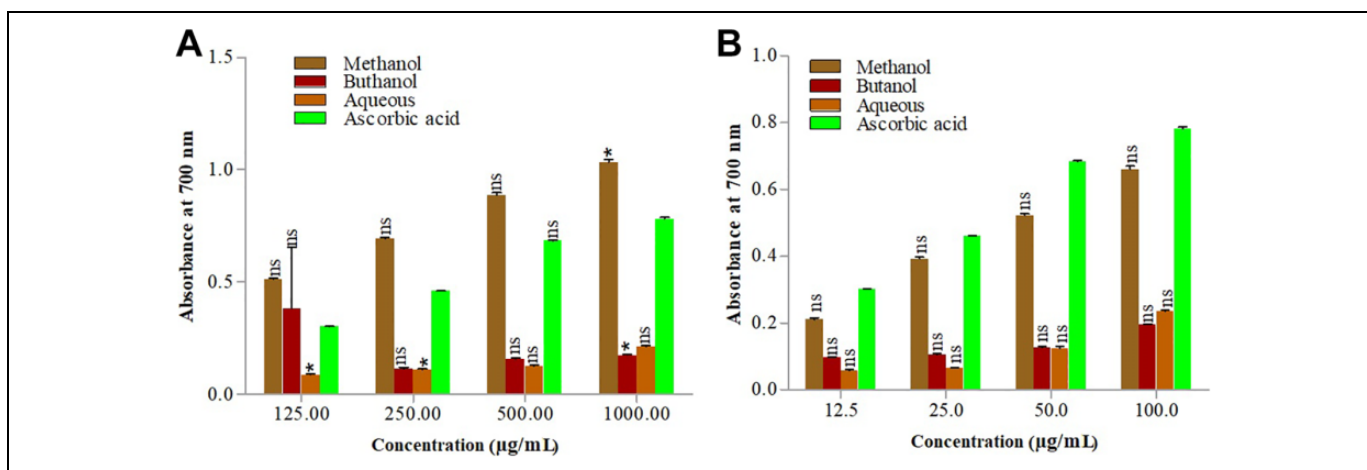 A
1.5
Methanol
Buthanol
Aqueous
Ascorbic acid
Absorbance at 700 nm
1.0
0.5
0.0
ns
ns
*
ns
ns
*
ns
ns
ns
*
*
ns
125.00 250.00 500.00 1000.00
Concentration (µg/mL)
B
1.0
Methanol
Butanol
Aqueous
Ascorbic acid
Absorbance at 700 nm
0.8
0.6
0.4
0.2
0.0
ns
ns
ns
ns
ns
ns
ns
ns
ns
ns
ns
ns
12.5 25.0 50.0 100.0
Concentration (µg/mL)